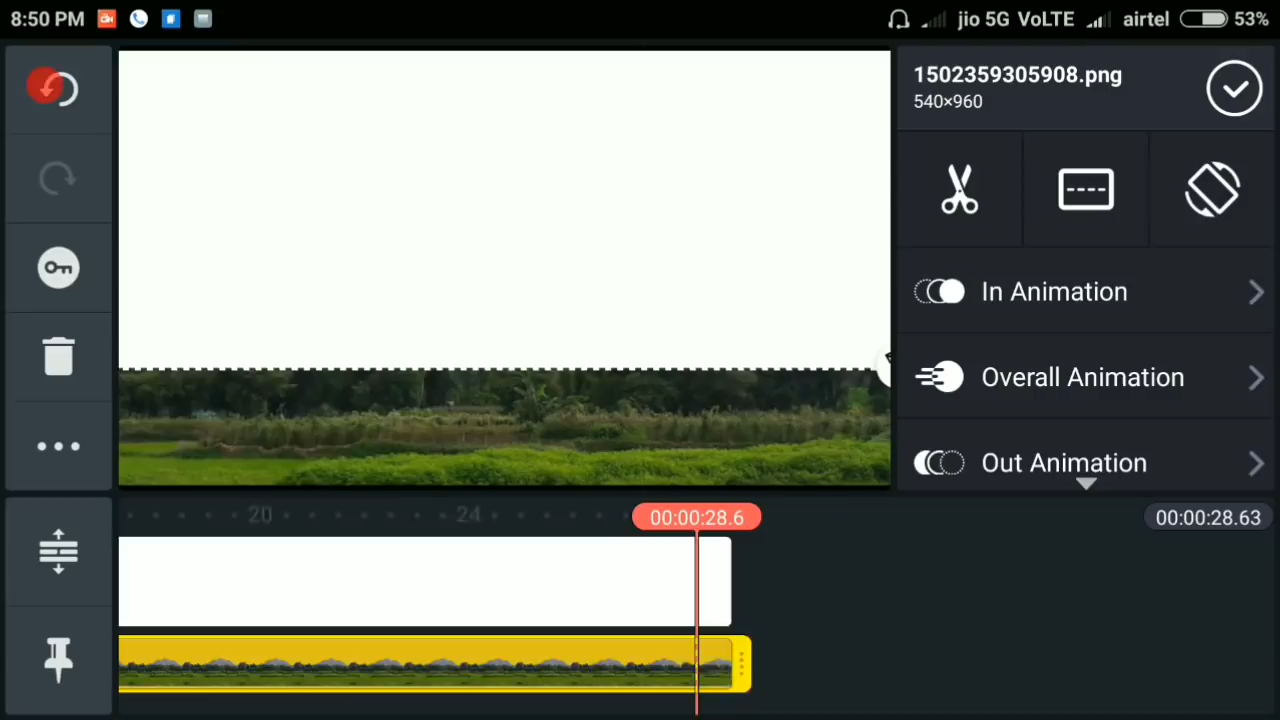 8:50 PM jio 5G VoLTE airtel 53%
1502359305908.png
540×960
In Animation
Overall Animation
Out Animation
20 24 00:00:28.6 00:00:28.63